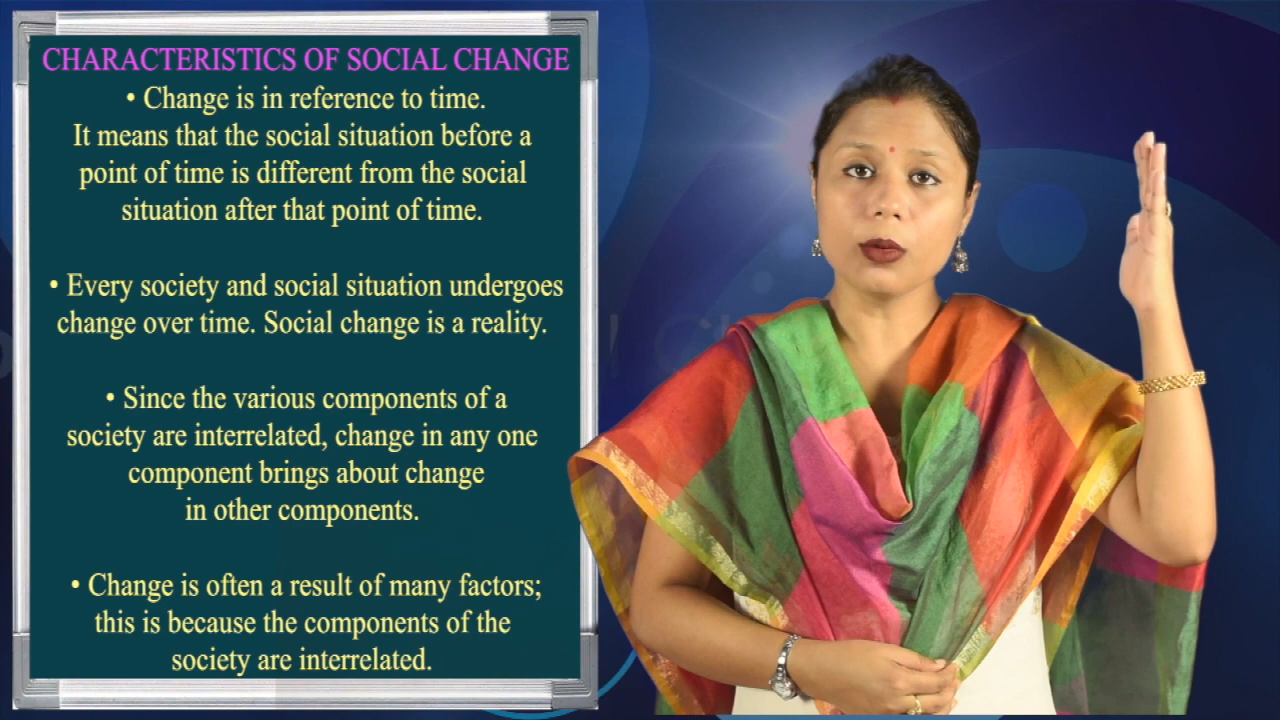 CHARACTERISTICS OF SOCIAL CHANGE
• Change is in reference to time.
It means that the social situation before a
point of time is different from the social
situation after that point of time.
• Every society and social situation undergoes
change over time. Social change is a reality.
• Since the various components of a
society are interrelated, change in any one
component brings about change
in other components.
• Change is often a result of many factors;
this is because the components of the
society are interrelated.